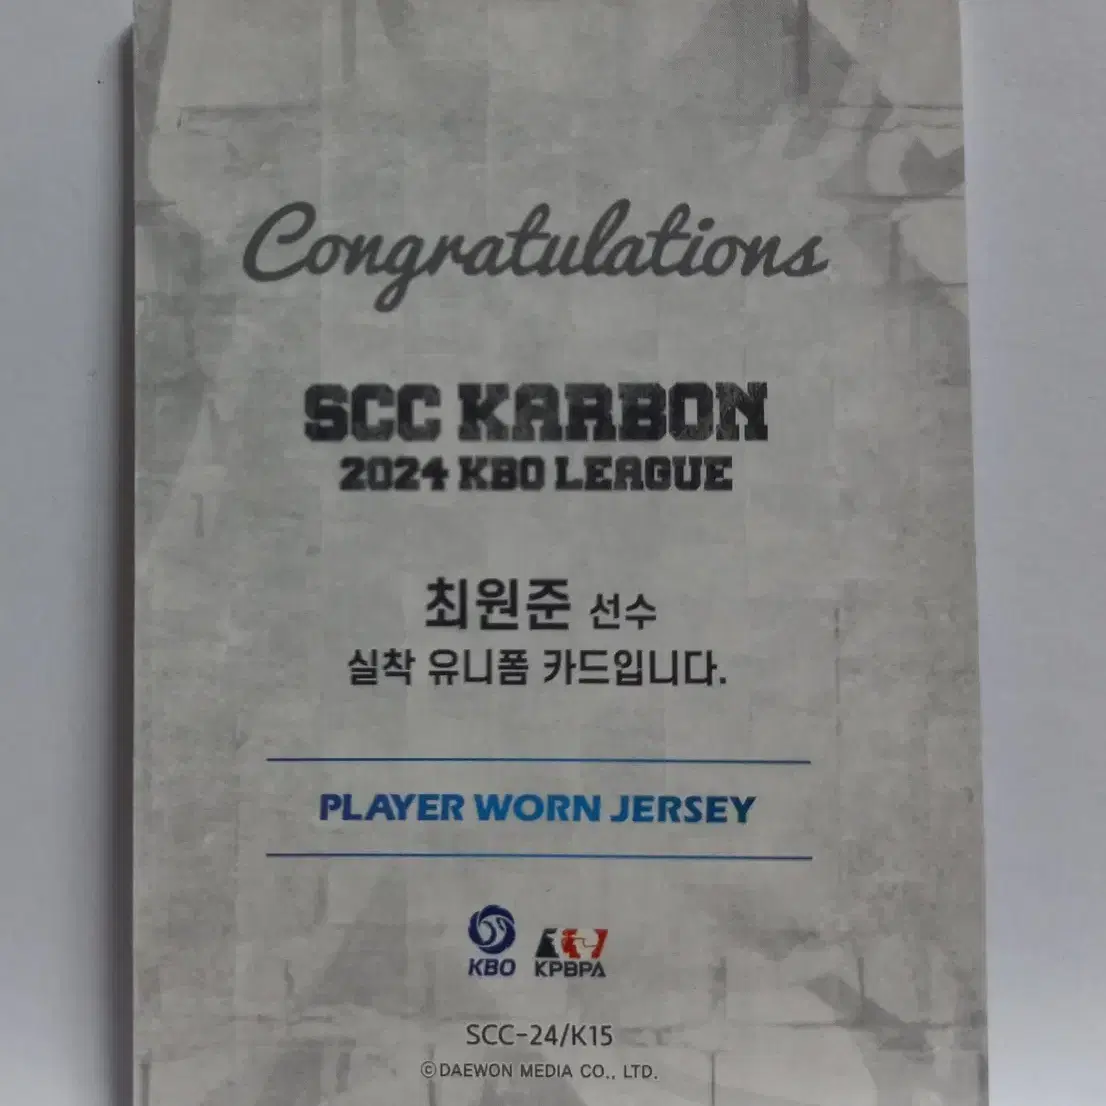 Congratulations
SCC KARBON
2024 KBO LEAGUE
최원준 선수
실착 유니폼 카드입니다.
PLAYER WORN JERSEY
KBO KPBPA
SCC-24/K15
©DAEWON MEDIA CO., LTD.